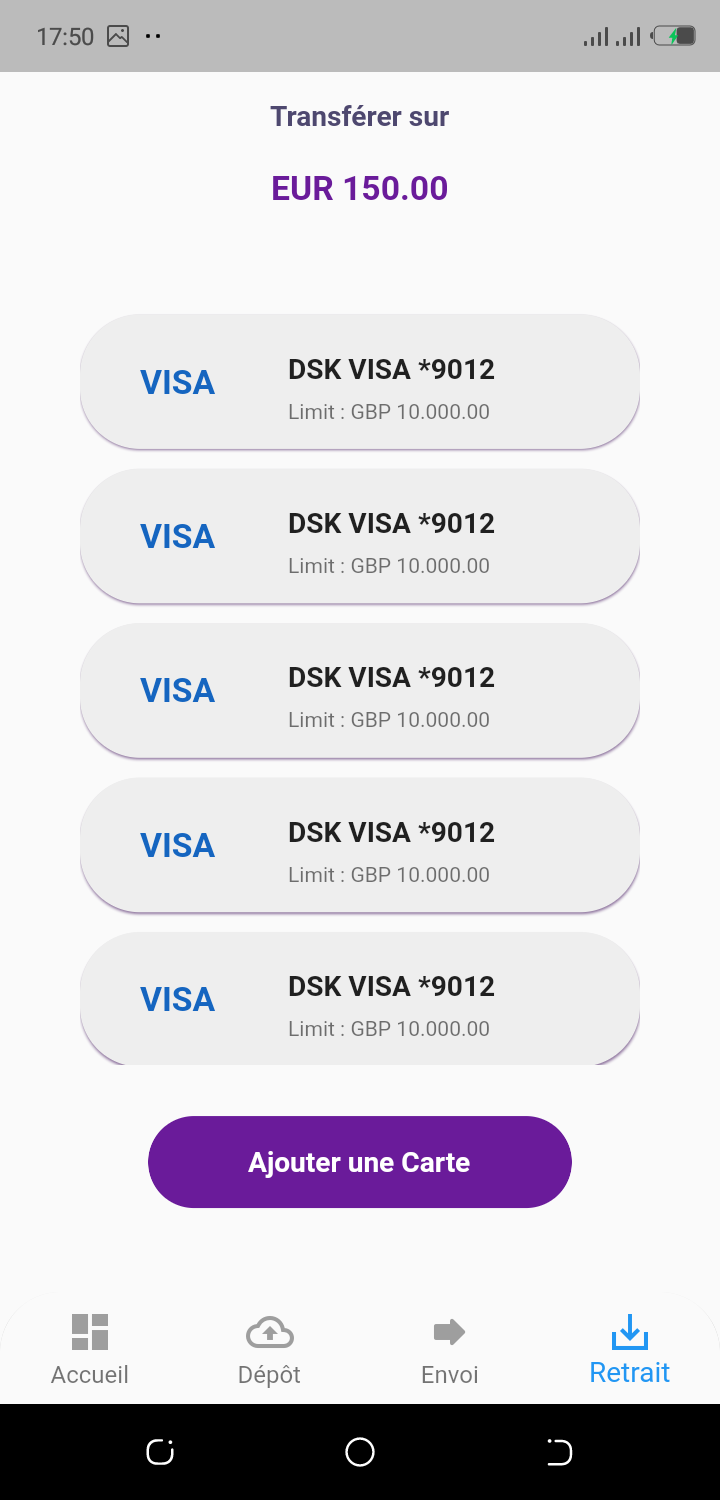 17:50
Transférer sur
EUR 150.00
VISA
DSK VISA *9012
Limit : GBP 10.000.00
VISA
DSK VISA *9012
Limit : GBP 10.000.00
VISA
DSK VISA *9012
Limit : GBP 10.000.00
VISA
DSK VISA *9012
Limit : GBP 10.000.00
VISA
DSK VISA *9012
Limit : GBP 10.000.00
Ajouter une Carte
Accueil
Dépôt
Envoi
Retrait